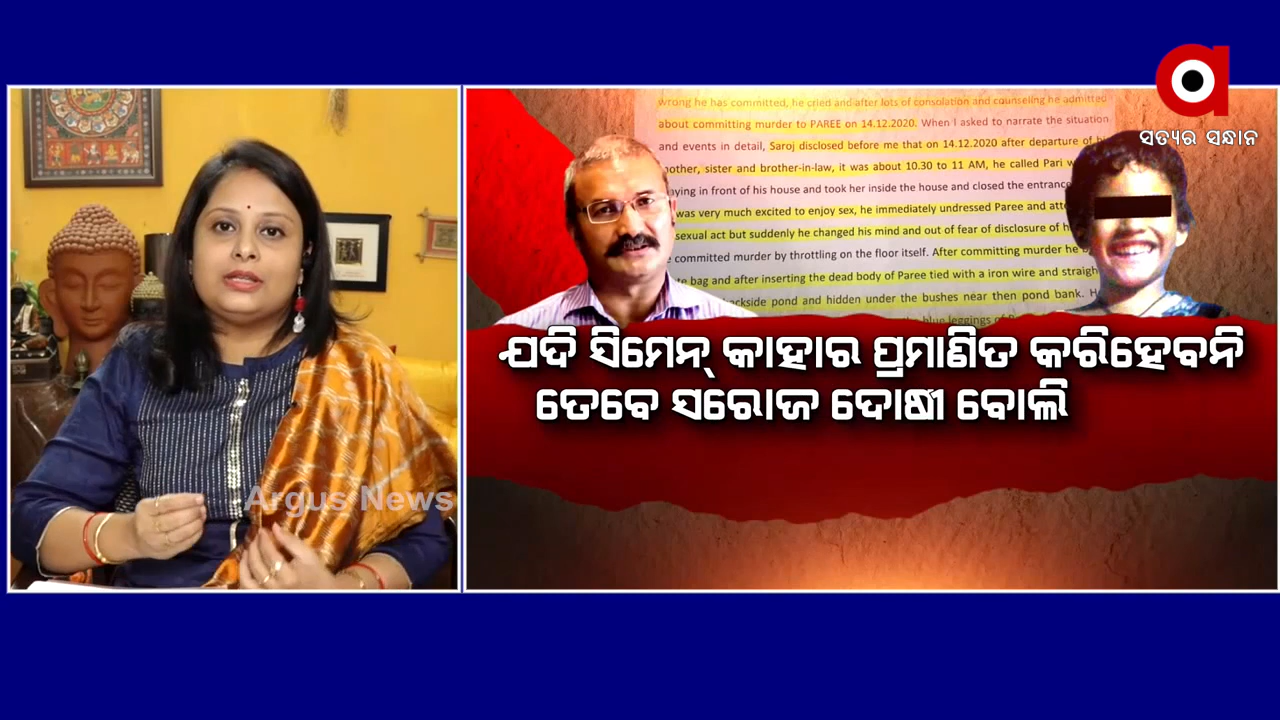 ସତ୍ୟର ସନ୍ଧାନ
wrong he has committed, he cried and after lots of consolation and counseling he admitted
about committing murder to PAREE on 14.12.2020. When I asked to narrate the situation
and events in detail, Saroj disclosed before me that on 14.12.2020 after departure of
mother, sister and brother-in-law, it was about 10.30 to 11 AM, he called Pari
in front of his house and took her inside the house and closed the entrance
was very much excited to enjoy sex, he immediately undressed Paree and
sexual act but suddenly he changed his mind and out of fear of disclosure of
committed murder by throttling on the floor itself. After committing murder he
bag and after inserting the dead body of Paree tied with a iron wire and
pond and hidden under the bushes near then pond bank.
blue leggings
ଯଦି ସିମେନ୍ କାହାର ପ୍ରମାଣିତ କରିହେବନି
ତେବେ ସରୋଜ ଦୋଷୀ ବୋଲି
Argus News